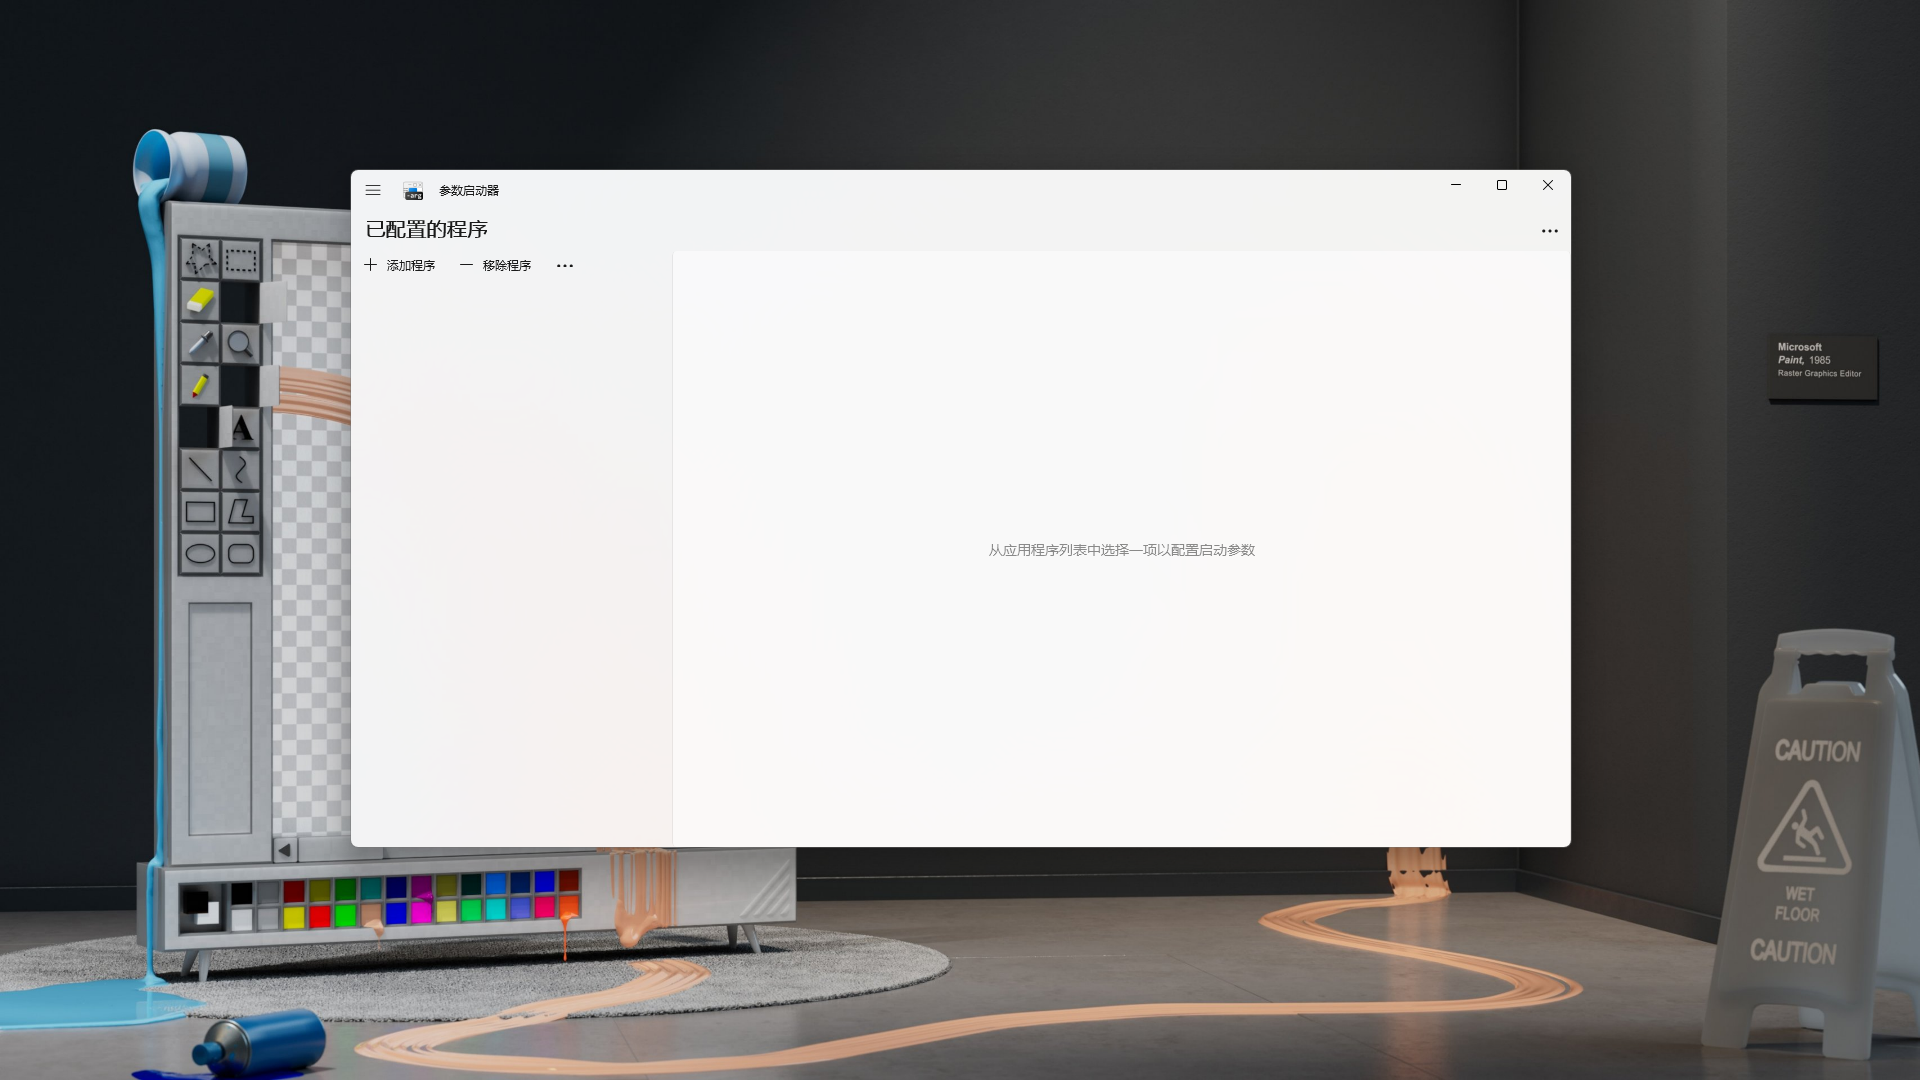 参数启动器
已配置的程序
添加程序
移除程序
从应用程序列表中选择一项以配置启动参数
Microsoft
Paint, 1985
Raster Graphics Editor
A
CAUTION
WET
FLOOR
CAUTION